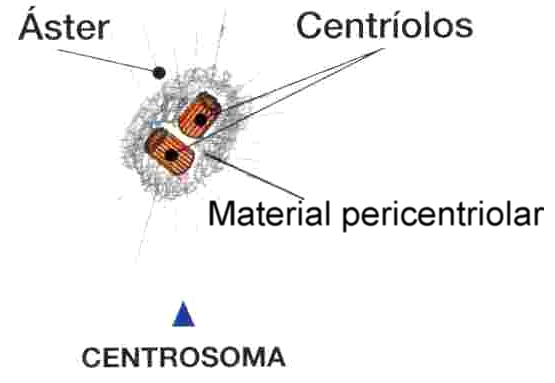 Áster
Centríolos
Material pericentriolar
CENTROSOMA